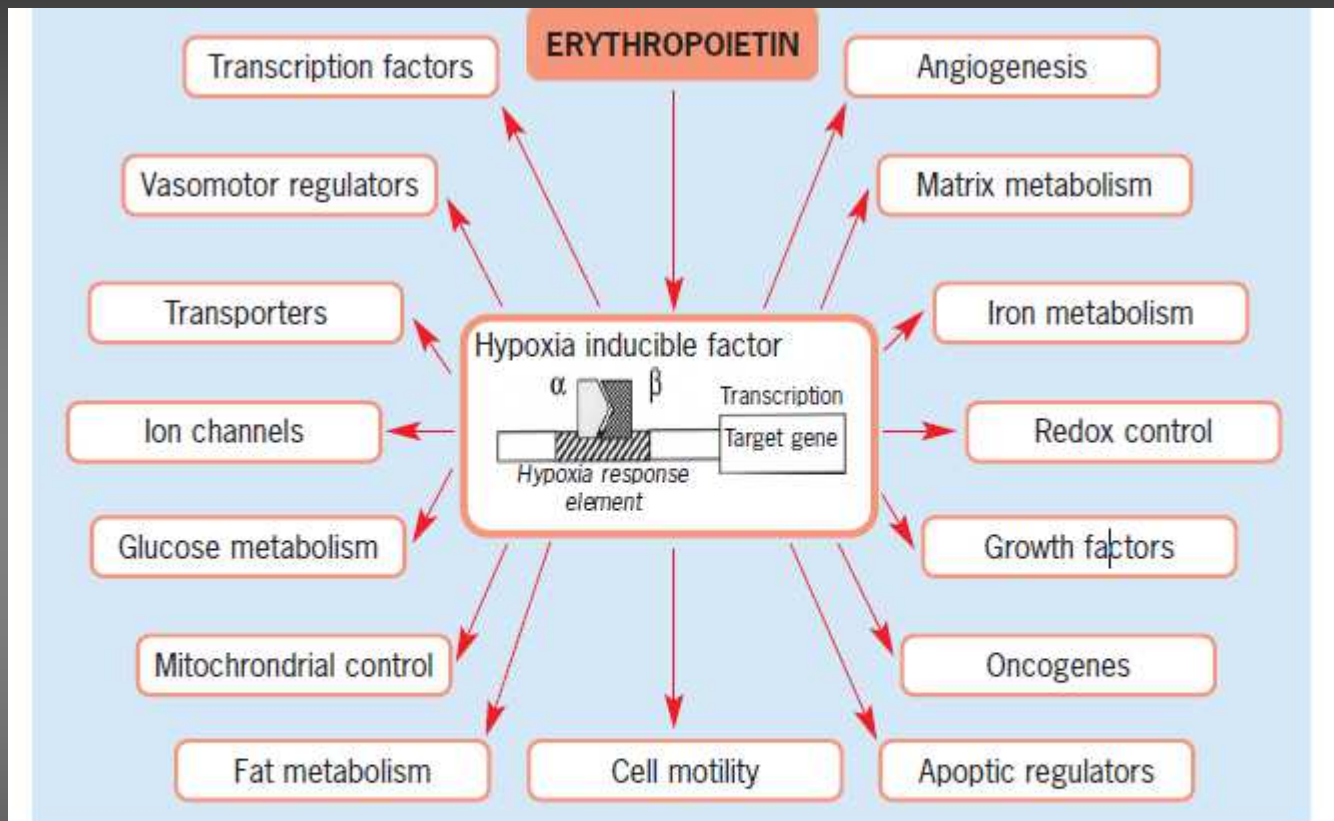 ERYTHROPOIETIN
Transcription factors
Angiogenesis
Vasomotor regulators
Matrix metabolism
Transporters
Iron metabolism
Hypoxia inducible factor
α
β
Transcription
Target gene
Hypoxia response
element
Ion channels
Redox control
Glucose metabolism
Growth factors
Mitochrondrial control
Oncogenes
Fat metabolism
Cell motility
Apoptic regulators